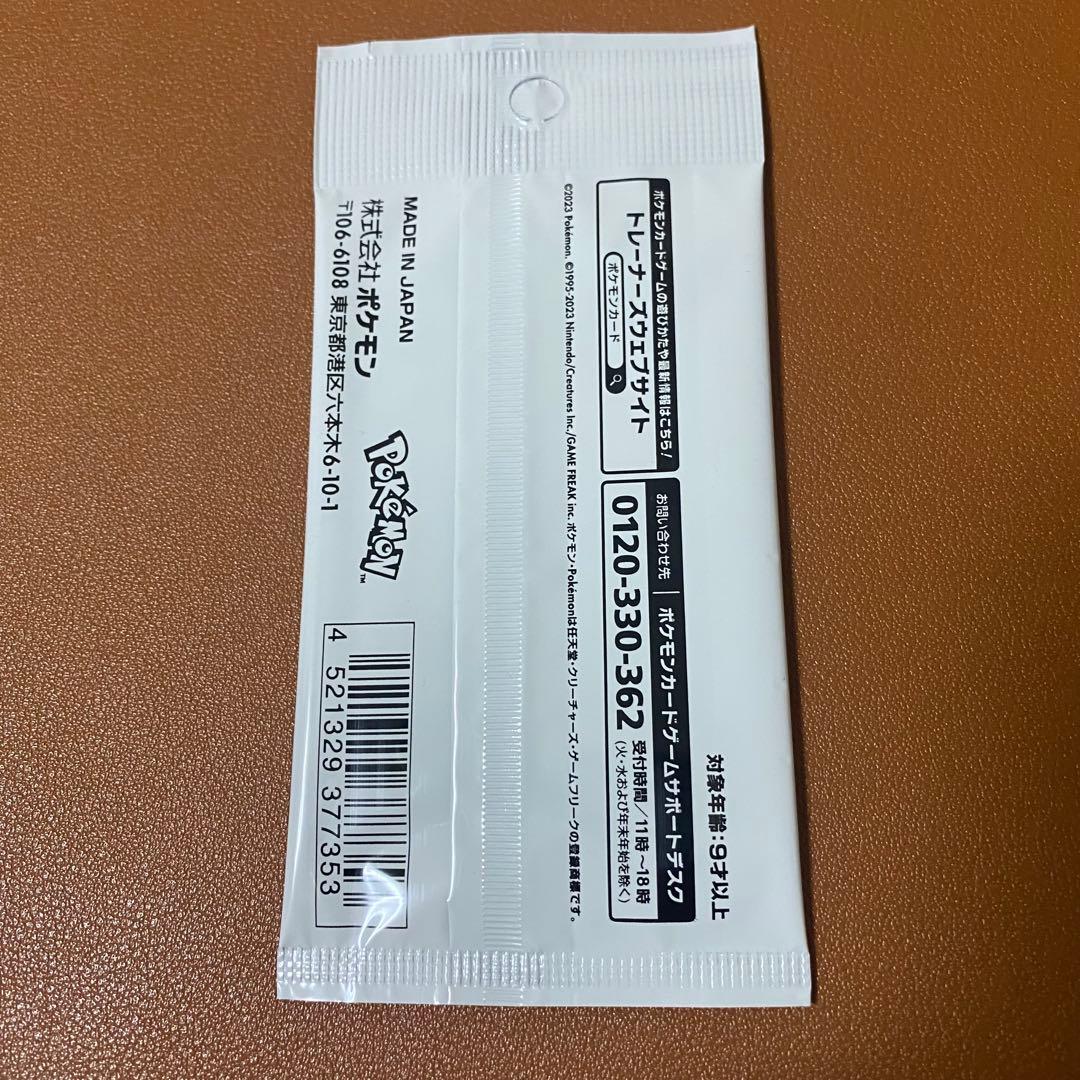 対象年齢：9才以上
ポケモンカードゲームの遊びかたや最新情報はこちら！
トレーナーズウェブサイト
ポケモンカード
お問い合わせ先 | ポケモンカードゲームサポートデスク
0120-330-362 受付時間／11時～18時
(火・水および年末年始を除く)
©2023 Pokémon. ©1995-2023 Nintendo/Creatures Inc./GAME FREAK inc. ポケモン・Pokémonは任天堂・クリーチャーズ・ゲームフリークの登録商標です。
MADE IN JAPAN
株式会社ポケモン
〒106-6108 東京都港区六本木6-10-1
POKéMON™
4 521329 377353